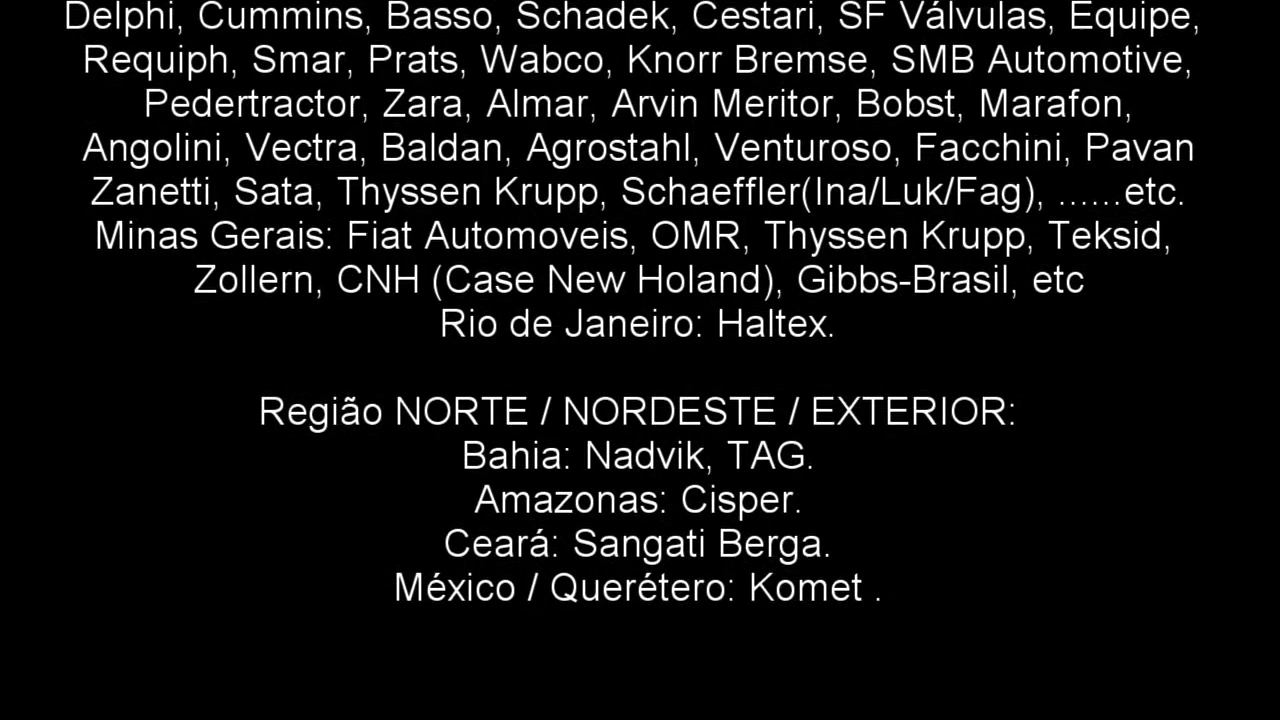 Delphi, Cummins, Basso, Schadek, Cestari, SF Válvulas, Equipe,
Requiph, Smar, Prats, Wabco, Knorr Bremse, SMB Automotive,
Pedertractor, Zara, Almar, Arvin Meritor, Bobst, Marafon,
Angolini, Vectra, Baldan, Agrostahl, Venturoso, Facchini, Pavan
Zanetti, Sata, Thyssen Krupp, Schaeffler(Ina/Luk/Fag), ......etc.
Minas Gerais: Fiat Automoveis, OMR, Thyssen Krupp, Teksid,
Zollern, CNH (Case New Holand), Gibbs-Brasil, etc
Rio de Janeiro: Haltex.
Região NORTE / NORDESTE / EXTERIOR:
Bahia: Nadvik, TAG.
Amazonas: Cisper.
Ceará: Sangati Berga.
México / Querétero: Komet .